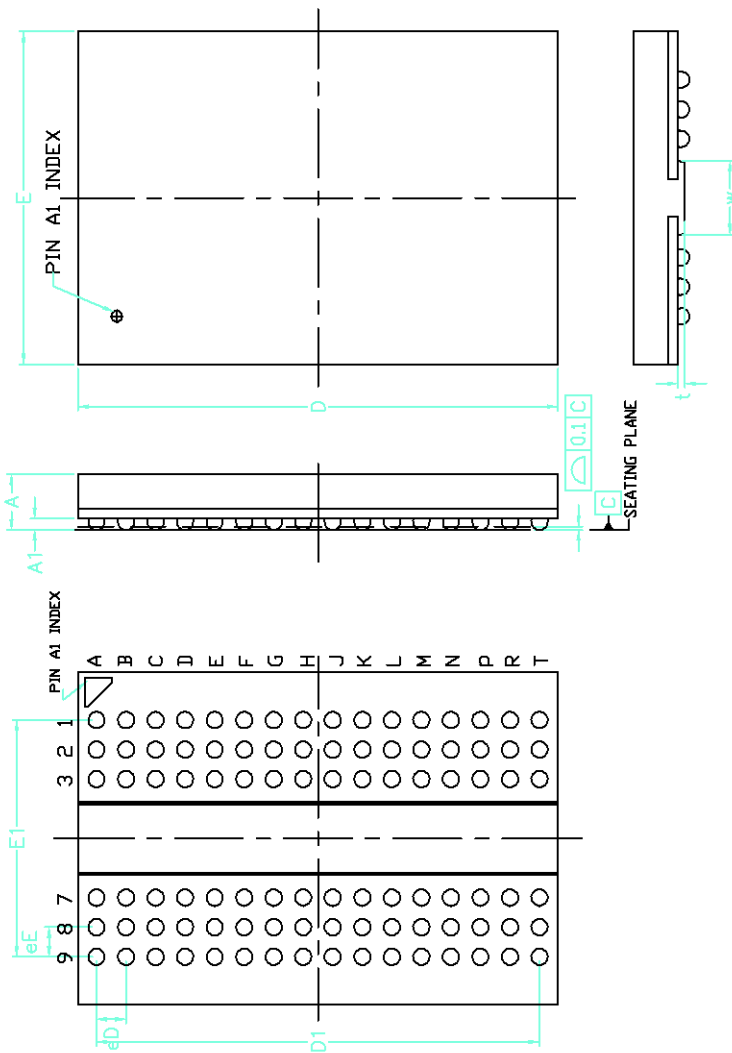 E
PIN A1 INDEX
D
w
t
A
A1
0.1 C
C
SEATING PLANE
PIN A1 INDEX
A
B
C
D
E
F
G
H
J
K
L
M
N
P
R
T
1
2
3
7
8
9
E1
eE
eD
D1